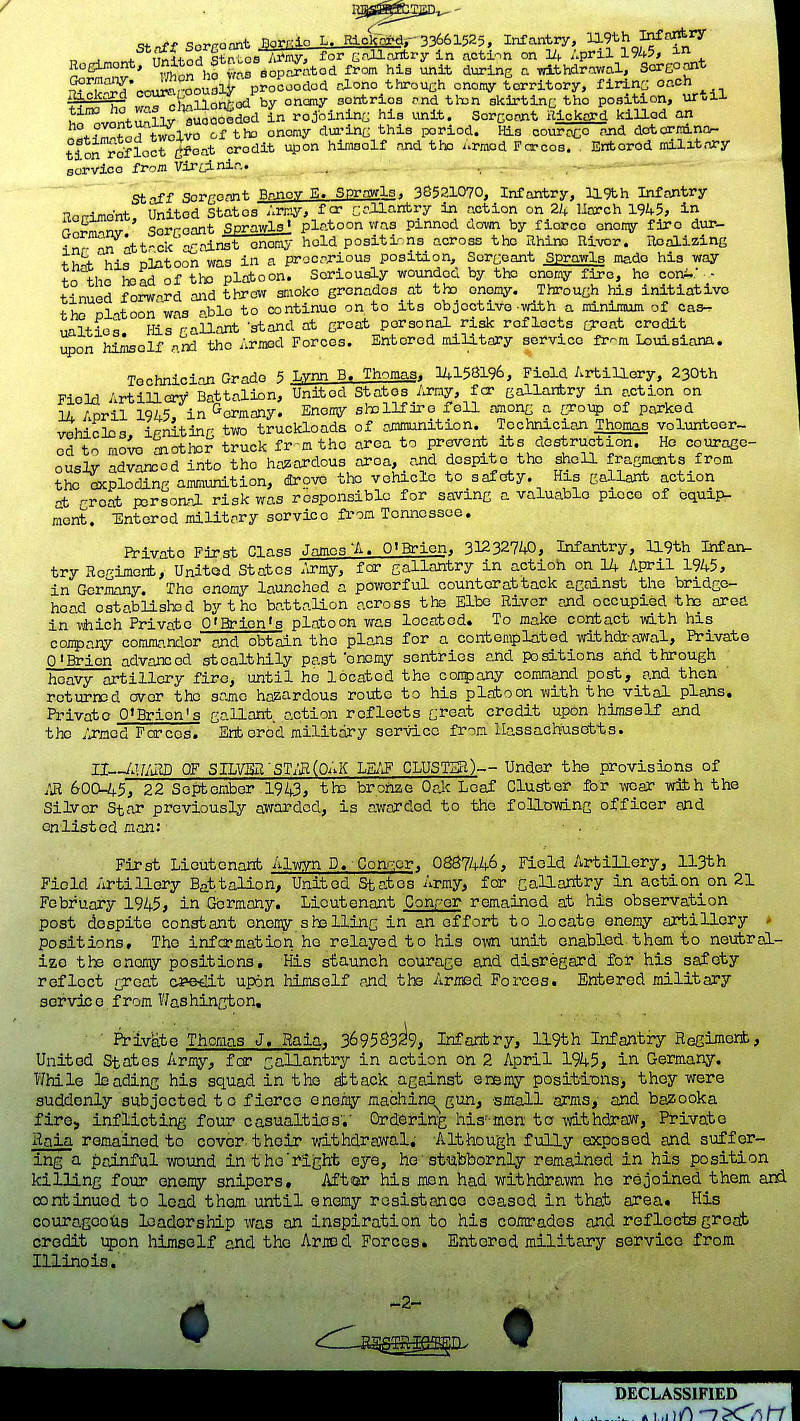 RESTRICTED
Staff Sergeant Borgie L. Rickard, 33661525, Infantry, 119th Infantry
Regiment, United States Army, for gallantry in action on 14 April 1945, in
Germany. When he was separated from his unit during a withdrawal, Sergeant
Rickard courageously proceeded alone through enemy territory, firing each
time he was challenged by enemy sentries and then skirting the position, until
he eventually succeeded in rejoining his unit. Sergeant Rickard killed an
estimated twelve of the enemy during this period. His courage and determina-
tion reflect great credit upon himself and the Armed Forces. Entered military
service from Virginia.
Staff Sergeant Bancy E. Sprawls, 38521070, Infantry, 119th Infantry
Regiment, United States Army, for gallantry in action on 24 March 1945, in
Germany. Sergeant Sprawls' platoon was pinned down by fierce enemy fire dur-
ing an attack against enemy held positions across the Rhine River. Realizing
that his platoon was in a precarious position, Sergeant Sprawls made his way
to the head of the platoon. Seriously wounded by the enemy fire, he con-
tinued forward and threw smoke grenades at the enemy. Through his initiative
the platoon was able to continue on to its objective with a minimum of cas-
ualties. His gallant stand at great personal risk reflects great credit
upon himself and the Armed Forces. Entered military service from Louisiana.
Technician Grade 5 Lynn B. Thomas, 14158196, Field Artillery, 230th
Field Artillery Battalion, United States Army, for gallantry in action on
14 April 1945, in Germany. Enemy shellfire fell among a group of parked
vehicles, igniting two truckloads of ammunition. Technician Thomas volunteer-
ed to move another truck from the area to prevent its destruction. He courage-
ously advanced into the hazardous area, and despite the shell fragments from
the exploding ammunition, drove the vehicle to safety. His gallant action
at great personal risk was responsible for saving a valuable piece of equip-
ment. Entered military service from Tennessee.
Private First Class James A. O'Brien, 31232740, Infantry, 119th Infan-
try Regiment, United States Army, for gallantry in action on 14 April 1945,
in Germany. The enemy launched a powerful counterattack against the bridge-
head established by the battalion across the Elbe River and occupied the area
in which Private O'Brien's platoon was located. To make contact with his
company commander and obtain the plans for a contemplated withdrawal, Private
O'Brien advanced stealthily past enemy sentries and positions and through
heavy artillery fire, until he located the company command post, and then
returned over the same hazardous route to his platoon with the vital plans.
Private O'Brien's gallant action reflects great credit upon himself and
the Armed Forces. Entered military service from Massachusetts.
II--AWARD OF SILVER STAR (OAK LEAF CLUSTER)-- Under the provisions of
AR 600-45, 22 September 1943, the bronze Oak Leaf Cluster for wear with the
Silver Star previously awarded, is awarded to the following officer and
enlisted man:
First Lieutenant Alwyn D. Conger, 0887446, Field Artillery, 113th
Field Artillery Battalion, United States Army, for gallantry in action on 21
February 1945, in Germany. Lieutenant Conger remained at his observation
post despite constant enemy shelling in an effort to locate enemy artillery
positions. The information he relayed to his own unit enabled them to neutral-
ize the enemy positions. His staunch courage and disregard for his safety
reflect great credit upon himself and the Armed Forces. Entered military
service from Washington.
Private Thomas J. Raia, 36958329, Infantry, 119th Infantry Regiment,
United States Army, for gallantry in action on 2 April 1945, in Germany.
While leading his squad in the attack against enemy positions, they were
suddenly subjected to fierce enemy machine gun, small arms, and bazooka
fire, inflicting four casualties. Ordering his men to withdraw, Private
Raia remained to cover their withdrawal. Although fully exposed and suffer-
ing a painful wound in the right eye, he stubbornly remained in his position
killing four enemy snipers. After his men had withdrawn he rejoined them and
continued to lead them until enemy resistance ceased in that area. His
courageous leadership was an inspiration to his comrades and reflects great
credit upon himself and the Armed Forces. Entered military service from
Illinois.
-2-
RESTRICTED
DECLASSIFIED